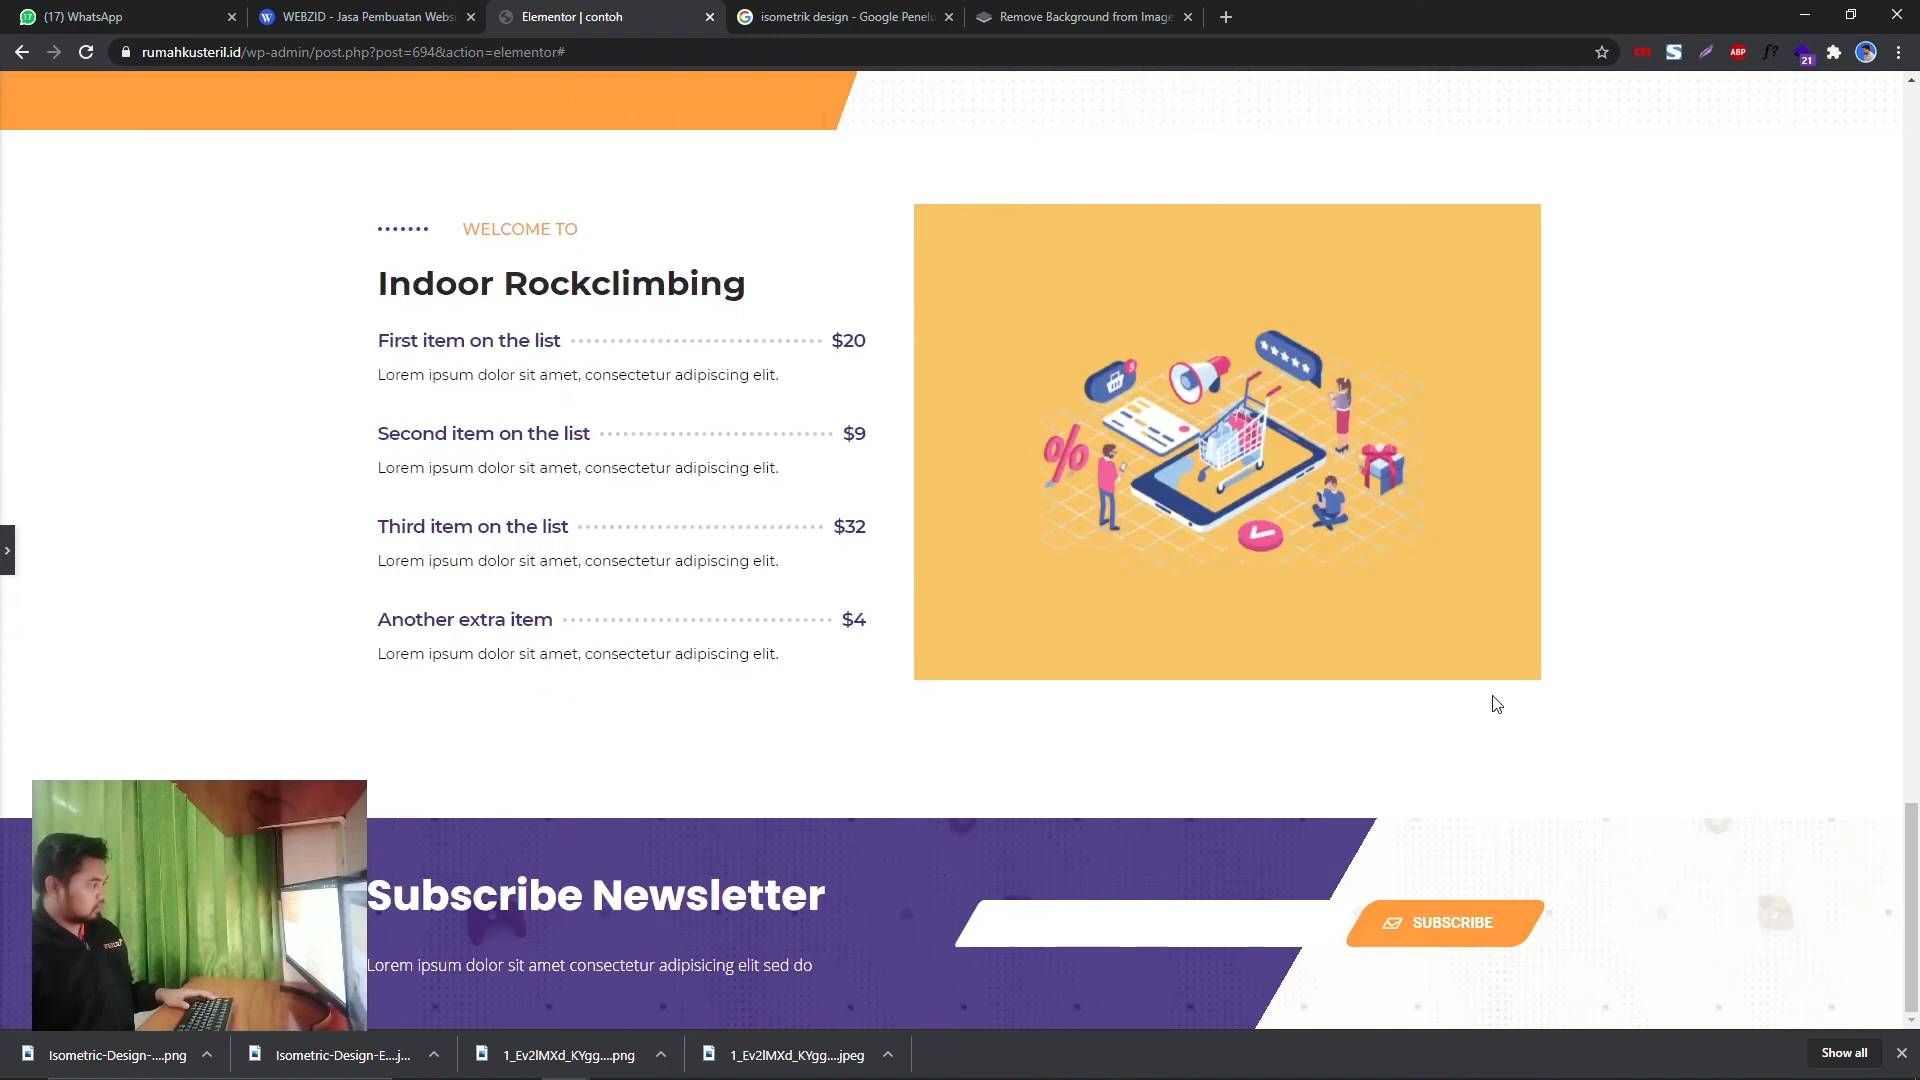 (17) WhatsApp
WEBZID - Jasa Pembuatan Websi
Elementor | contoh
isometrik design - Google Penelu
Remove Background from Image
rumahkusteril.id/wp-admin/post.php?post=694&action=elementor#
ABP
f?
21
WELCOME TO
Indoor Rockclimbing
First item on the list $20
Lorem ipsum dolor sit amet, consectetur adipiscing elit.
Second item on the list $9
Lorem ipsum dolor sit amet, consectetur adipiscing elit.
Third item on the list $32
Lorem ipsum dolor sit amet, consectetur adipiscing elit.
Another extra item $4
Lorem ipsum dolor sit amet, consectetur adipiscing elit.
Subscribe Newsletter
Lorem ipsum dolor sit amet consectetur adipisicing elit sed do
SUBSCRIBE
Isometric-Design-....png
Isometric-Design-E....j...
1_Ev2lMXd_KYgg....png
1_Ev2lMXd_KYgg....jpeg
Show all